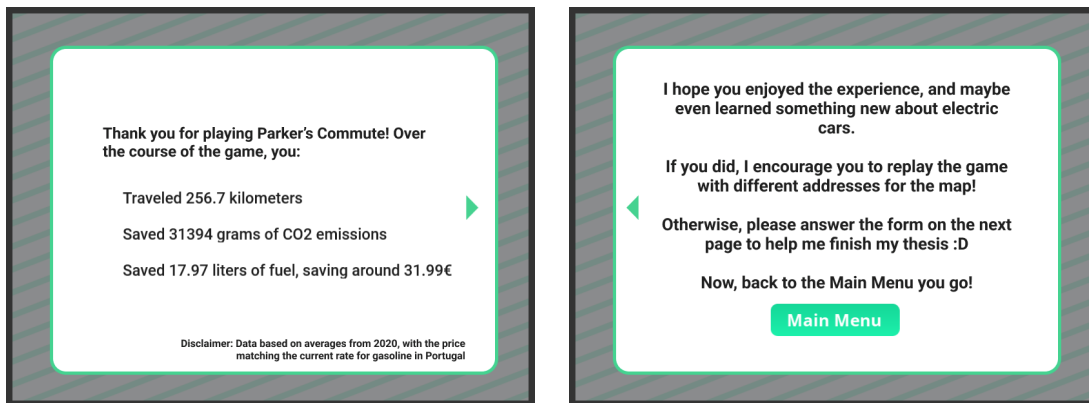 Thank you for playing Parker's Commute! Over
the course of the game, you:
Traveled 256.7 kilometers
Saved 31394 grams of CO2 emissions
Saved 17.97 liters of fuel, saving around 31.99€
Disclaimer: Data based on averages from 2020, with the price
matching the current rate for gasoline in Portugal
I hope you enjoyed the experience, and maybe
even learned something new about electric
cars.
If you did, I encourage you to replay the game
with different addresses for the map!
Otherwise, please answer the form on the next
page to help me finish my thesis :D
Now, back to the Main Menu you go!
Main Menu